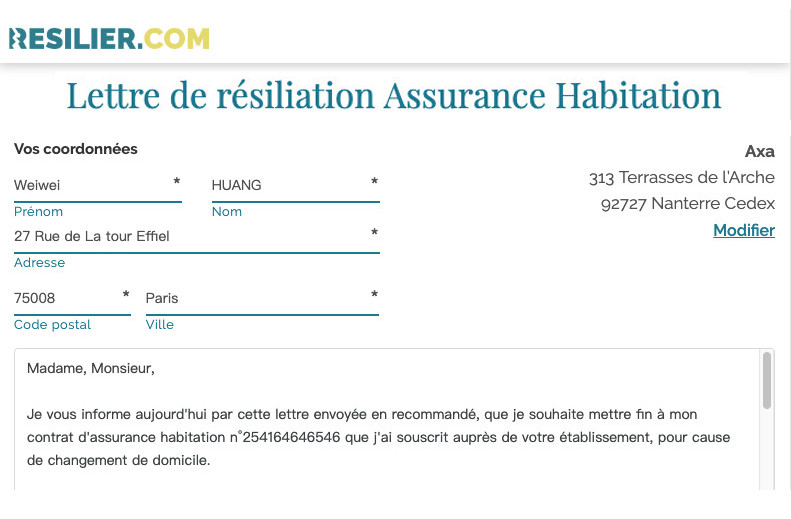 RESILIER.COM
Lettre de résiliation Assurance Habitation
Vos coordonnées
Weiwei *
Prénom
HUANG *
Nom
27 Rue de La tour Effiel *
Adresse
75008 *
Code postal
Paris *
Ville
Axa
313 Terrasses de l'Arche
92727 Nanterre Cedex
Modifier
Madame, Monsieur,
Je vous informe aujourd'hui par cette lettre envoyée en recommandé, que je souhaite mettre fin à mon
contrat d'assurance habitation n°254164646546 que j'ai souscrit auprès de votre établissement, pour cause
de changement de domicile.